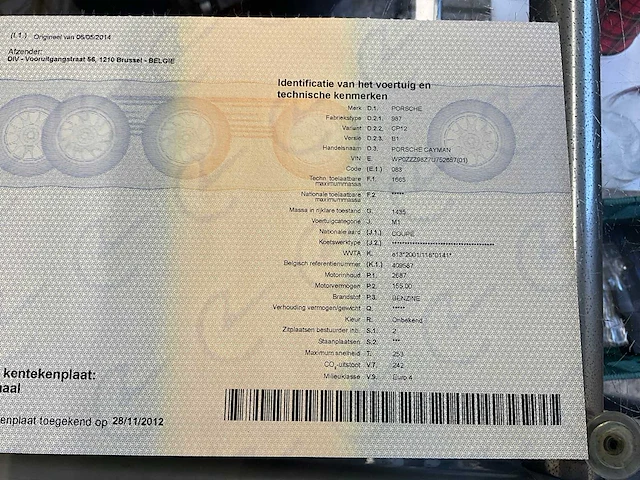 (I.1.) Origineel van 06/05/2014
Afzender:
DIV - Vooruitgangstraat 56, 1210 Brussel - BELGIE
Identificatie van het voertuig en
technische kenmerken
Merk D.1. PORSCHE
Fabriekstype D.2.1. 987
Variant D.2.2. CP12
Versie D.2.3. B1
Handelsnaam D.3. PORSCHE CAYMAN
VIN E. WP0ZZZ98Z7U752657(01)
Code (E.1.) 083
Techn. toelaatbare F.1. 1665
maximummassa
Nationale toelaatbare F.2. *****
maximummassa
Massa in rijklare toestand G. 1435
Voertuigcategorie J. M1
Nationale aard (J.1.) COUPE
Koetswerktype (J.2.)
WVTA K. e13*2001/116*0141*
Belgisch referentienummer (K.1.) 409567
Motorinhoud P.1. 2687
Motorvermogen P.2. 155.00
Brandstof P.3. BENZINE
Verhouding vermogen/gewicht Q. *****
Kleur R. Onbekend
Zitplaatsen bestuurder inb. S.1. 2
Staanplaatsen S.2. ***
Maximum snelheid T. 253
CO2-uitstoot V.7. 242
Milieuklasse V.9. Euro 4
kentekenplaat:
aal
enplaat toegekend op 28/11/2012